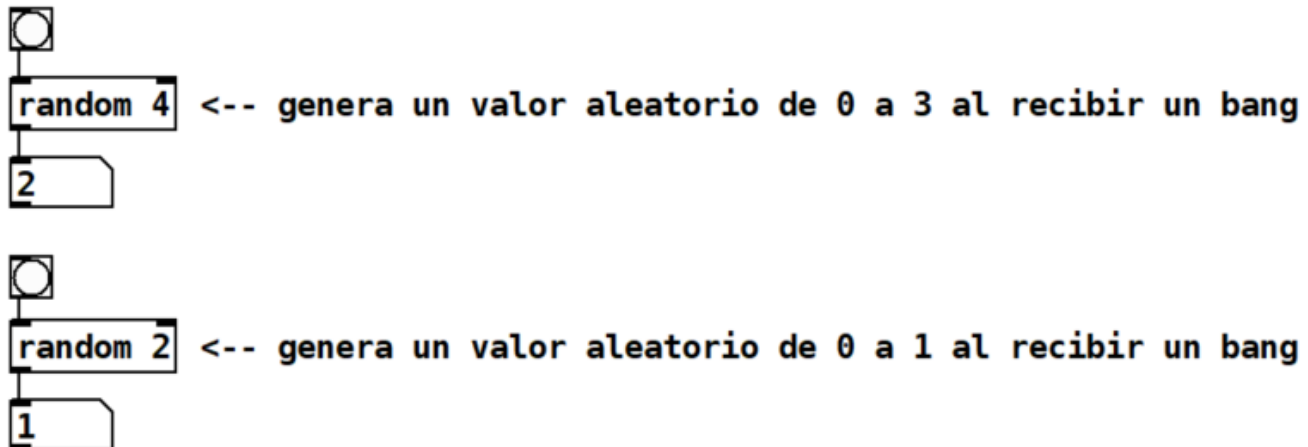 random 4 <-- genera un valor aleatorio de 0 a 3 al recibir un bang
2
random 2 <-- genera un valor aleatorio de 0 a 1 al recibir un bang
1